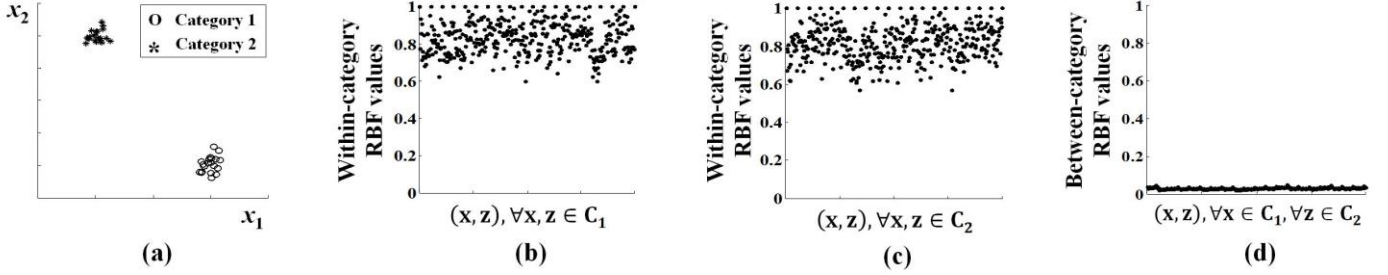 x2
O Category 1
* Category 2
x1
(a)
Within-category
RBF values
1
0.8
0.6
0.4
0.2
0
(x, z), ∀x, z ∈ C1
(b)
Within-category
RBF values
1
0.8
0.6
0.4
0.2
0
(x, z), ∀x, z ∈ C2
(c)
Between-category
RBF values
1
0.8
0.6
0.4
0.2
0
(x, z), ∀x ∈ C1, ∀z ∈ C2
(d)